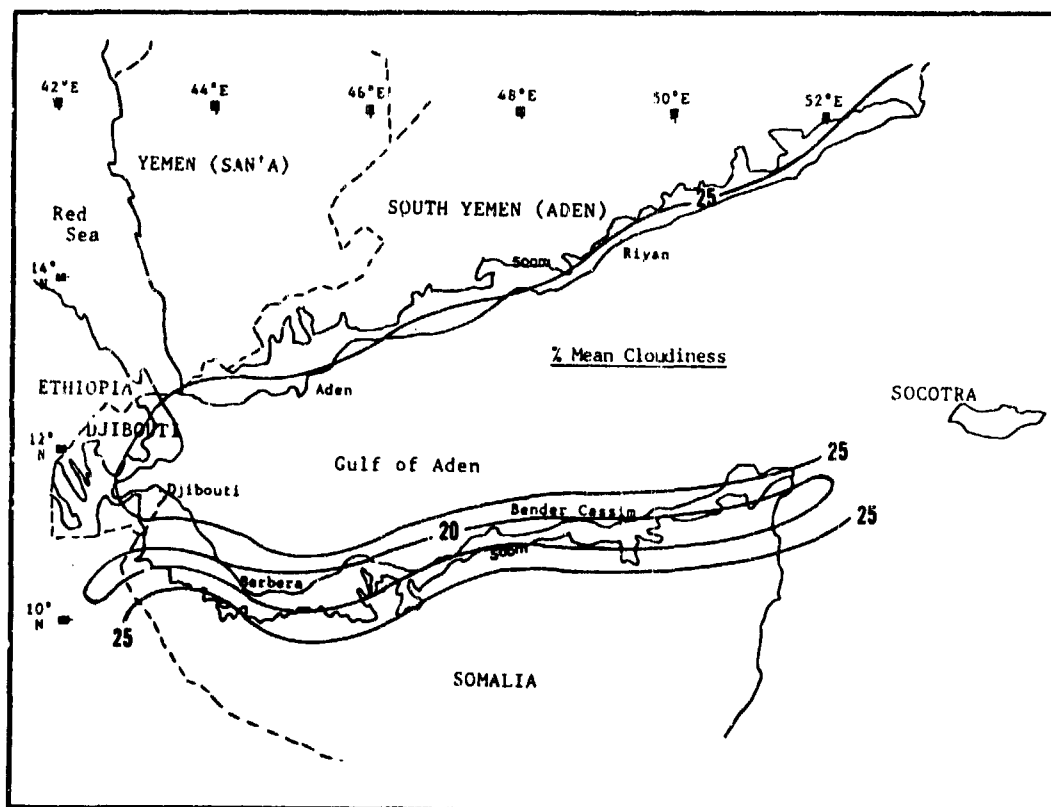 42°E
44°E
46°E
48°E
50°E
52°E
YEMEN (SAN'A)
SOUTH YEMEN (ADEN)
25
Red
Sea
500m
Riyan
14°
N
% Mean Cloudiness
ETHIOPIA
Aden
SOCOTRA
DJIBOUTI
12°
N
Gulf of Aden
25
Djibouti
Bender Cassim
20
25
500m
Berbera
10°
N
25
SOMALIA